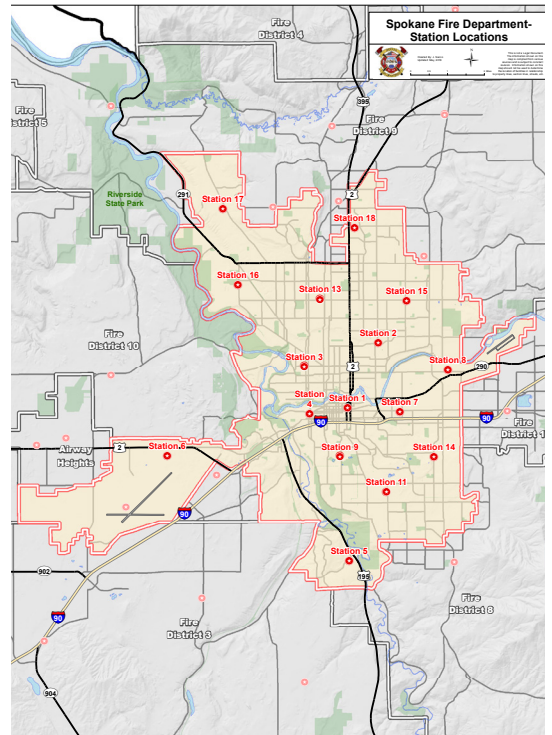 Spokane Fire Department-
Station Locations
Fire
District 4
395
Fire
District 9
Fire
District 5
Riverside
State Park
291
2
Station 17
Station 18
Station 16
Station 13
Station 15
Fire
District 10
Station 2
Station 3
2
Station 8
290
Station
4
Station 1
Station 7
90
90
Fire
District 1
Airway
Heights
2
Station 6
Station 9
Station 14
Station 11
90
Station 5
195
902
90
Fire
District 3
Fire
District 8
904